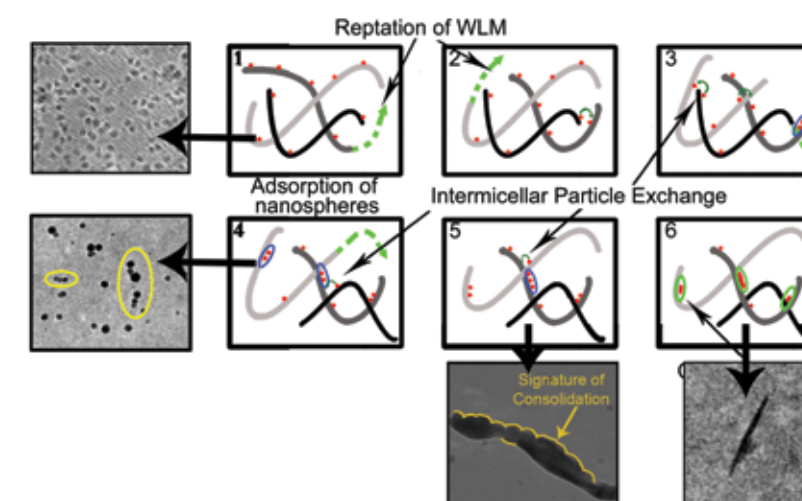 Reptation of WLM
1
2
3
Adsorption of
nanospheres
Intermicellar Particle Exchange
4
5
6
Signature of
Consolidation